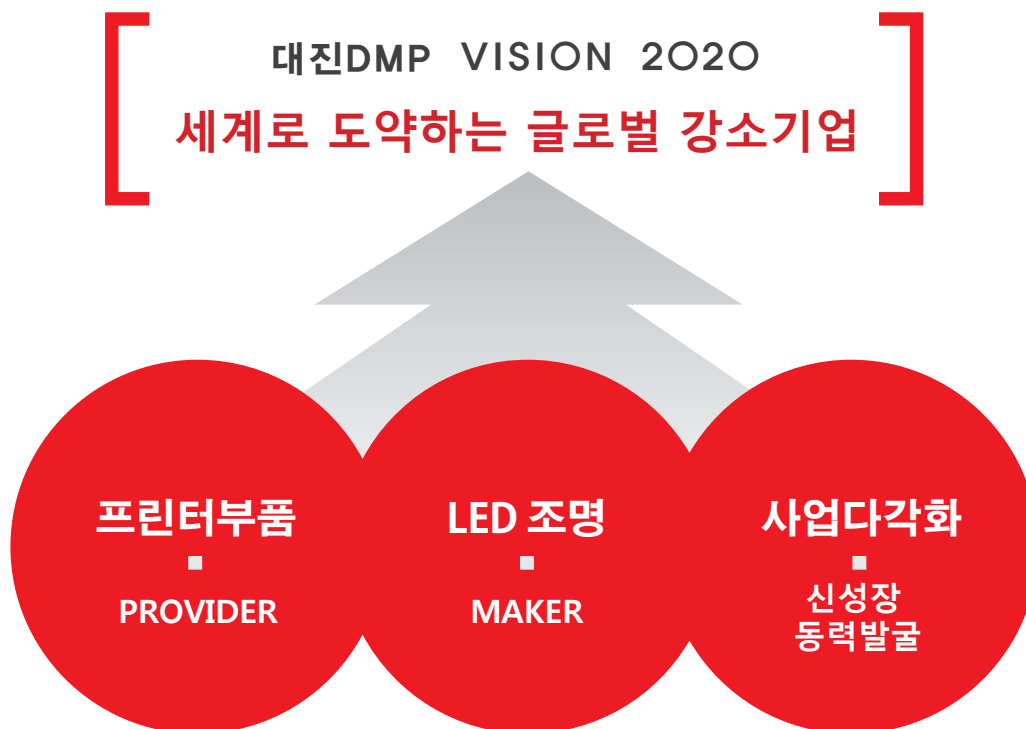 대진DMP VISION 2020
세계로 도약하는 글로벌 강소기업
프린터부품
PROVIDER
LED 조명
MAKER
사업다각화
신성장
동력발굴